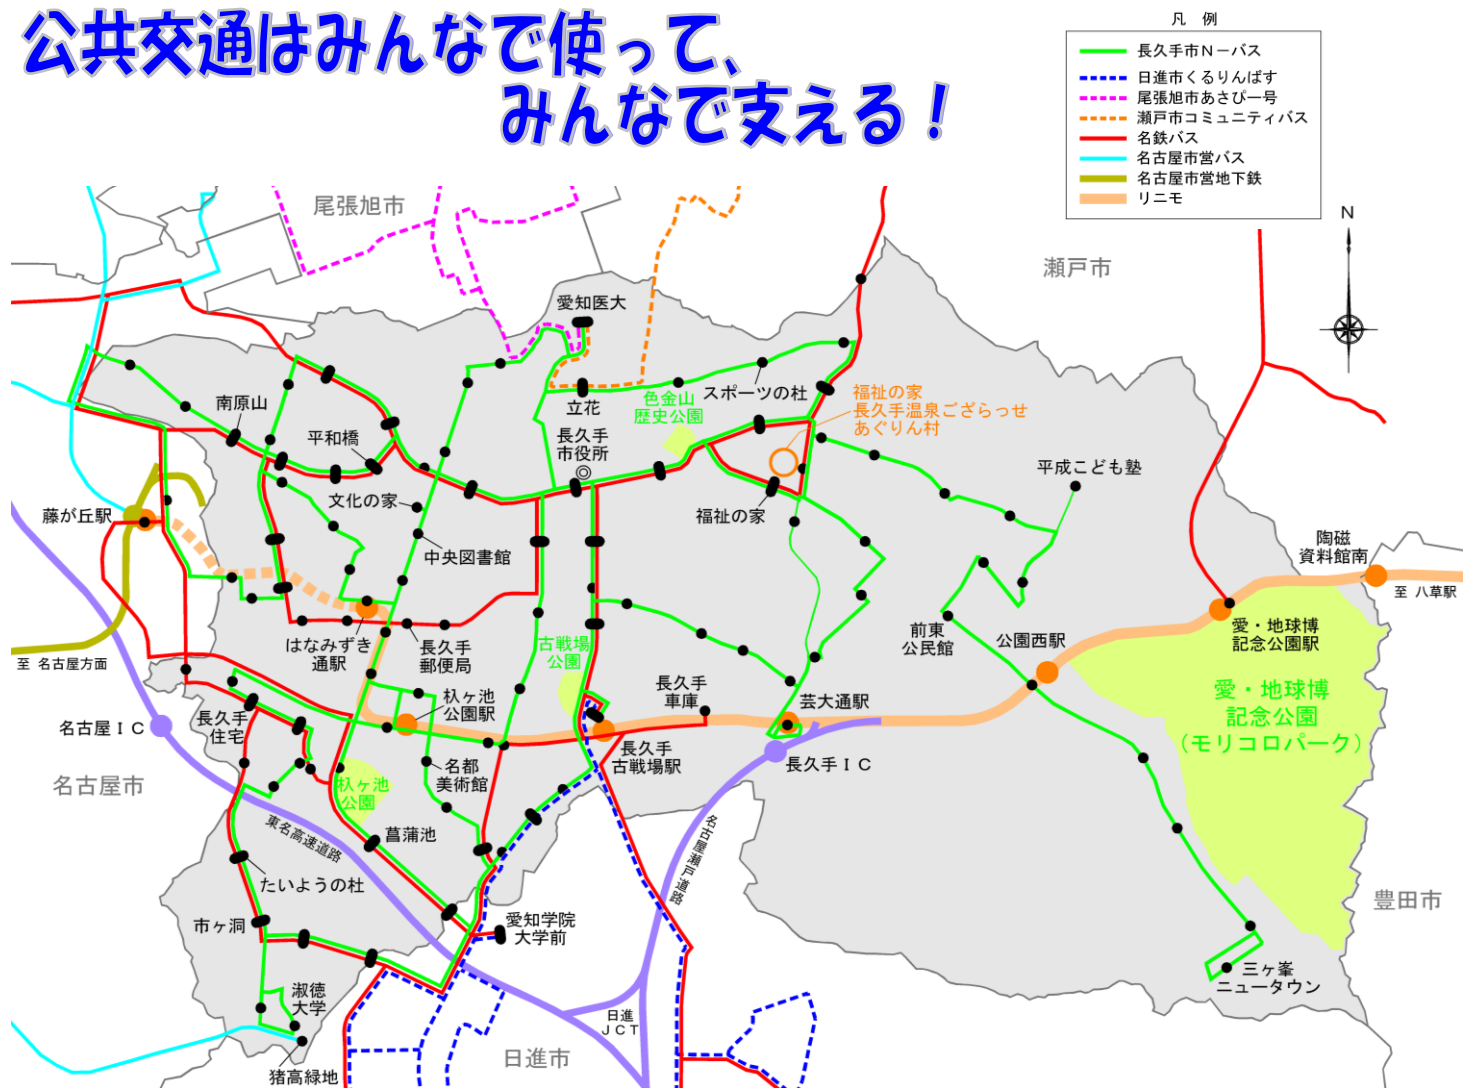 公共交通はみんなで使って、
みんなで支える！
凡 例
長久手市Ｎ－バス
日進市くるりんばす
尾張旭市あさぴー号
瀬戸市コミュニティバス
名鉄バス
名古屋市営バス
名古屋市営地下鉄
リニモ
N
尾張旭市
瀬戸市
愛知医大
立花
スポーツの杜
色金山
歴史公園
福祉の家
長久手温泉ござらっせ
あぐりん村
南原山
平和橋
長久手
市役所
平成こども塾
文化の家
福祉の家
藤が丘駅
中央図書館
陶磁
資料館南
至 八草駅
はなみずき
通駅
長久手
郵便局
古戦場
公園
前東
公民館
公園西駅
愛・地球博
記念公園駅
至 名古屋方面
杁ヶ池
公園駅
長久手
車庫
芸大通駅
愛・地球博
記念公園
（モリコロパーク）
名古屋ＩＣ
長久手
住宅
名都
美術館
長久手
古戦場駅
長久手ＩＣ
名古屋市
杁ヶ池
公園
東名高速道路
菖蒲池
名古屋瀬戸道路
たいようの杜
市ヶ洞
愛知学院
大学前
豊田市
淑徳
大学
三ヶ峯
ニュータウン
日進
ＪＣＴ
日進市
猪高緑地